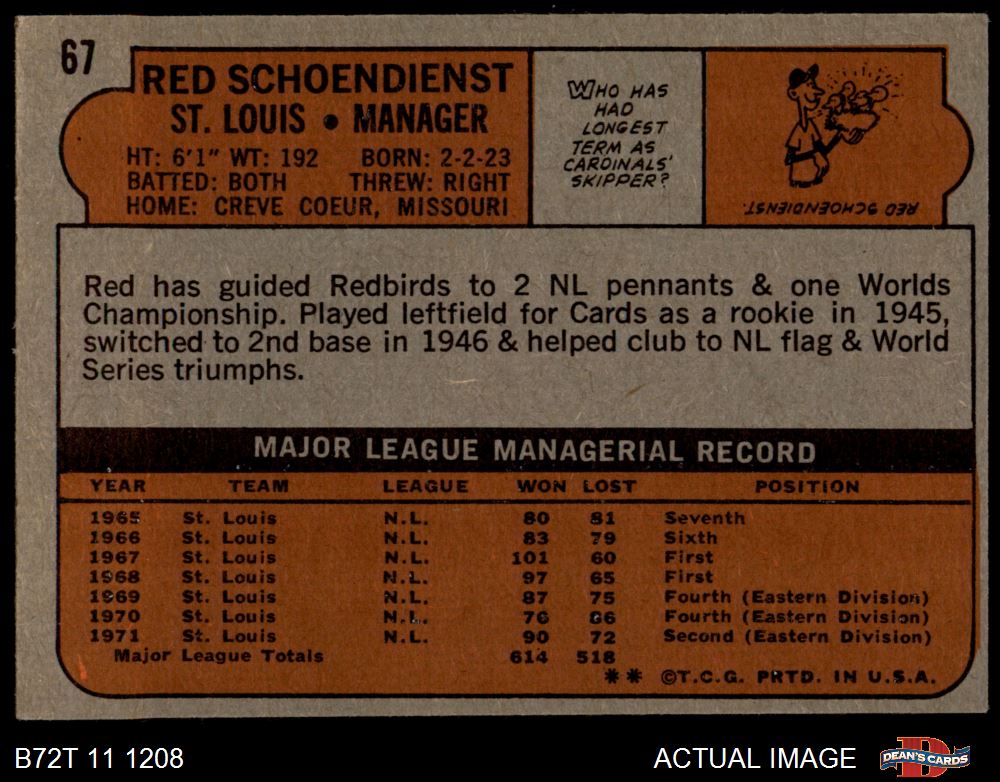 67
RED SCHOENDIENST
ST. LOUIS • MANAGER
HT: 6'1" WT: 192 BORN: 2-2-23
BATTED: BOTH THREW: RIGHT
HOME: CREVE COEUR, MISSOURI
WHO HAS
HAD
LONGEST
TERM AS
CARDINALS'
SKIPPER?
RED SCHOENDIENST.
Red has guided Redbirds to 2 NL pennants & one Worlds
Championship. Played leftfield for Cards as a rookie in 1945,
switched to 2nd base in 1946 & helped club to NL flag & World
Series triumphs.
MAJOR LEAGUE MANAGERIAL RECORD
YEAR TEAM LEAGUE WON LOST POSITION
1965 St. Louis N.L. 80 81 Seventh
1966 St. Louis N.L. 83 79 Sixth
1967 St. Louis N.L. 101 60 First
1968 St. Louis N.L. 97 65 First
1969 St. Louis N.L. 87 75 Fourth (Eastern Division)
1970 St. Louis N.L. 76 86 Fourth (Eastern Division)
1971 St. Louis N.L. 90 72 Second (Eastern Division)
Major League Totals 614 518
** ©T.C.G. PRTD. IN U.S.A.
B72T 11 1208 ACTUAL IMAGE
DEAN'S CARDS